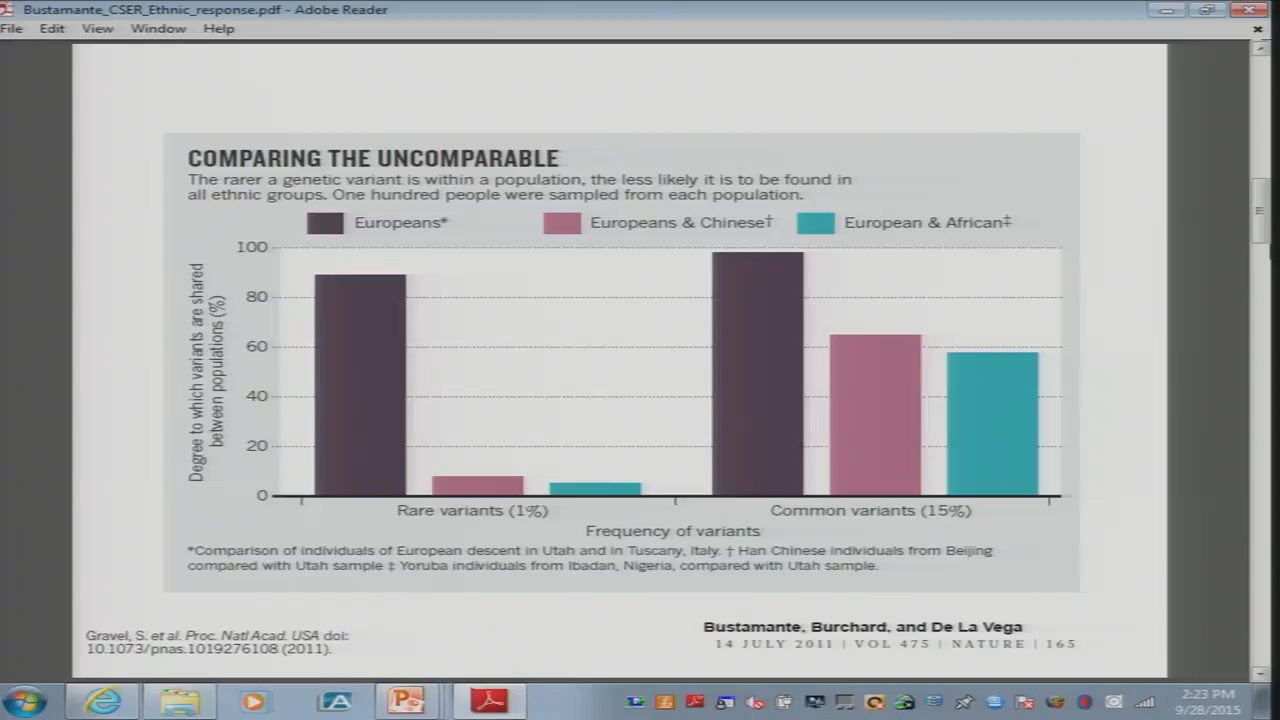 Bustamante_CSER_Ethnic_response.pdf - Adobe Reader
File Edit View Window Help
COMPARING THE UNCOMPARABLE
The rarer a genetic variant is within a population, the less likely it is to be found in
all ethnic groups. One hundred people were sampled from each population.
Europeans* Europeans & Chinese† European & African‡
Degree to which variants are shared
between populations (%)
100
80
60
40
20
0
Rare variants (1%) Common variants (15%)
Frequency of variants
*Comparison of individuals of European descent in Utah and in Tuscany, Italy. † Han Chinese individuals from Beijing
compared with Utah sample ‡ Yoruba individuals from Ibadan, Nigeria, compared with Utah sample.
Gravel, S. et al. Proc. Natl Acad. USA doi:
10.1073/pnas.1019276108 (2011).
Bustamante, Burchard, and De La Vega
14 JULY 2011 | VOL 475 | NATURE | 165
2:23 PM
9/28/2015